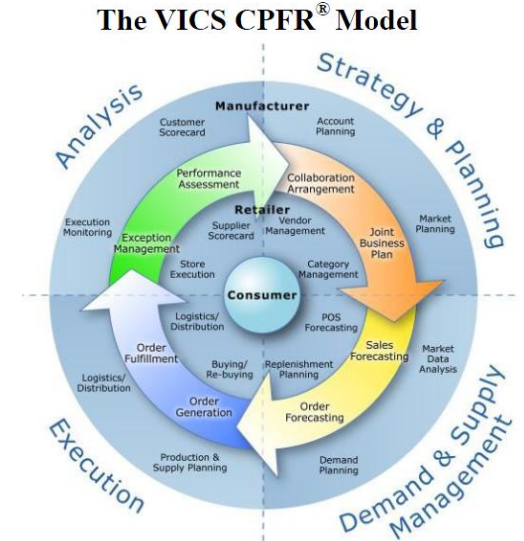 The VICS CPFR® Model
Analysis
Strategy & Planning
Manufacturer
Customer
Scorecard
Account
Planning
Performance
Assessment
Collaboration
Arrangement
Retailer
Execution
Monitoring
Exception
Management
Supplier
Scorecard
Vendor
Management
Joint
Business
Plan
Market
Planning
Store
Execution
Category
Management
Consumer
Logistics/
Distribution
POS
Forecasting
Order
Fulfillment
Sales
Forecasting
Market
Data
Analysis
Logistics/
Distribution
Buying/
Re-buying
Replenishment
Planning
Order
Generation
Order
Forecasting
Production &
Supply Planning
Demand
Planning
Execution
Demand & Supply
Management